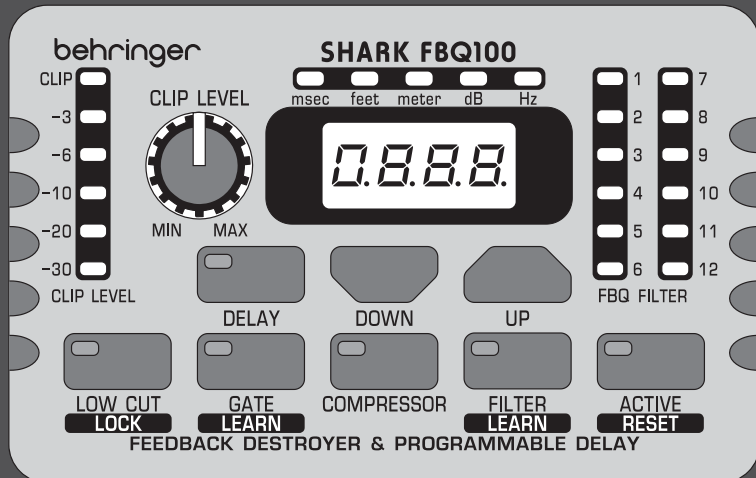 behringer
SHARK FBQ100
msec feet meter dB Hz
CLIP
-3
-6
-10
-20
-30
CLIP LEVEL
CLIP LEVEL
MIN MAX
0.8.8.8.
1
2
3
4
5
6
7
8
9
10
11
12
FBQ FILTER
DELAY
DOWN
UP
LOW CUT
LOCK
GATE
LEARN
COMPRESSOR
FILTER
LEARN
ACTIVE
RESET
FEEDBACK DESTROYER & PROGRAMMABLE DELAY